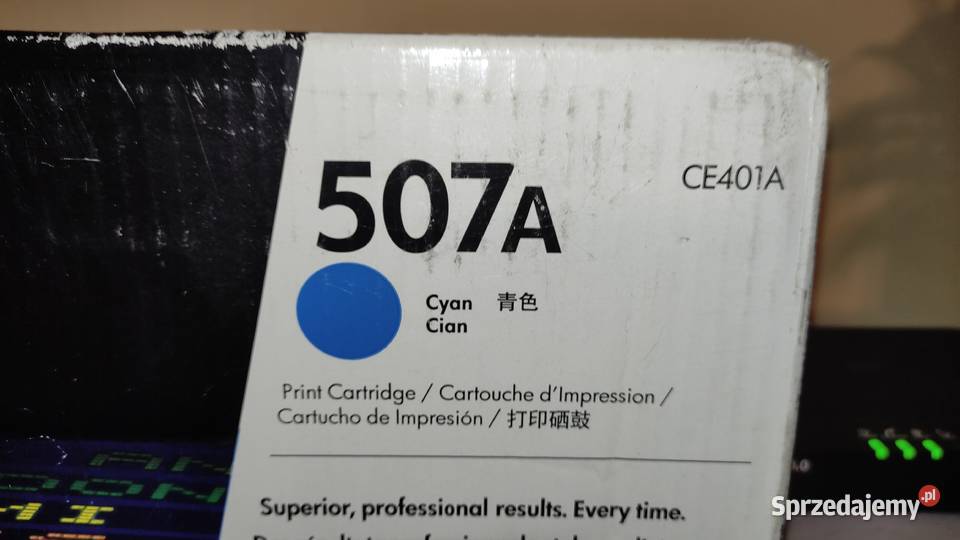 507A
CE401A
Cyan 青色
Cian
Print Cartridge / Cartouche d'Impression /
Cartucho de Impresión / 打印硒鼓
Superior, professional results. Every time.
Sprzedajemy.pl